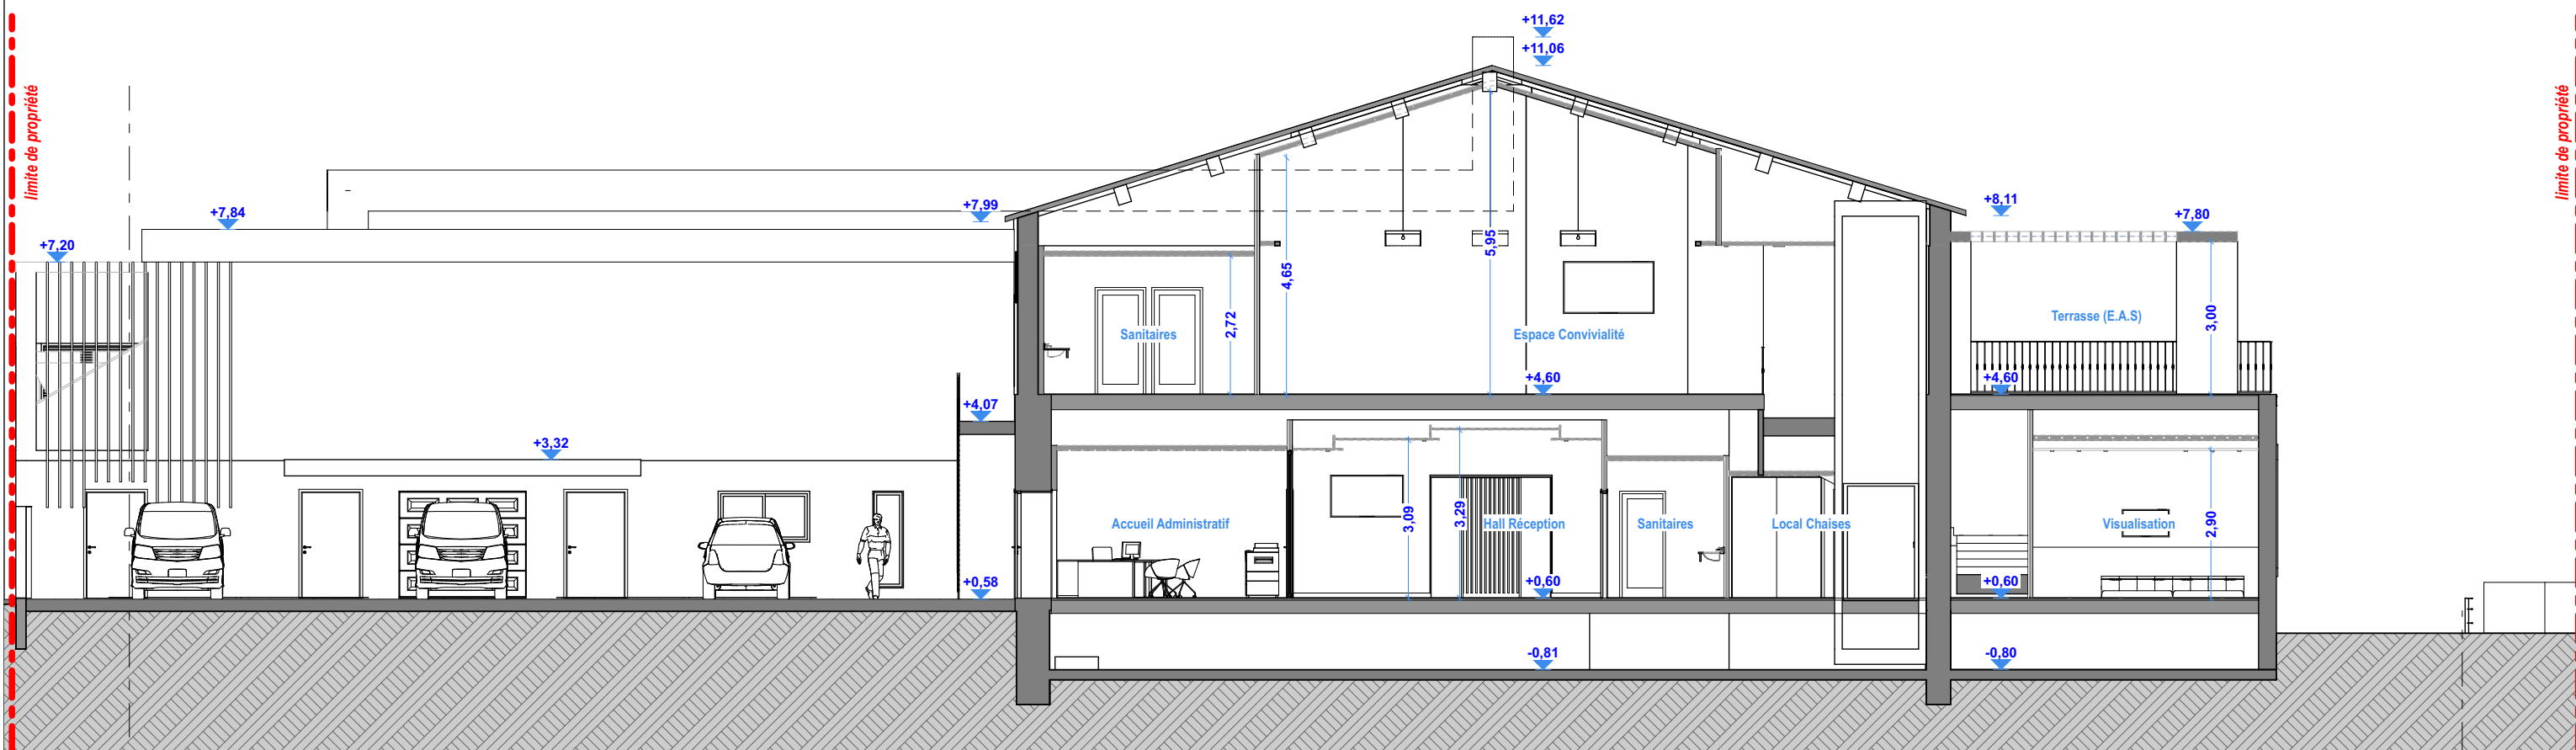 +11,62
+11,06
limite de propriété
limite de propriété
+7,84
+7,99
+8,11
+7,80
+7,20
5,95
4,65
2,72
3,00
Sanitaires
Espace Convivialité
Terrasse (E.A.S)
+4,60
+4,60
+4,07
+3,32
3,09
3,29
2,90
Accueil Administratif
Hall Réception
Sanitaires
Local Chaises
Visualisation
+0,58
+0,60
+0,60
-0,81
-0,80